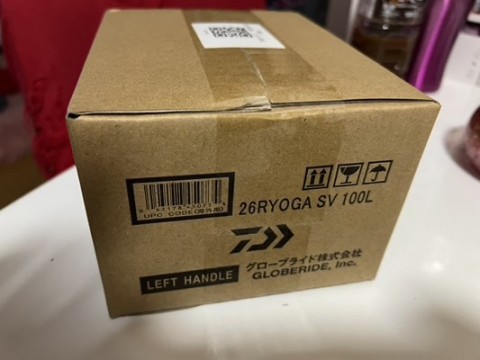 UPC CODE(海外用)
26RYOGA SV 100L
グローブライド株式会社
GLOBERIDE, Inc.
LEFT HANDLE